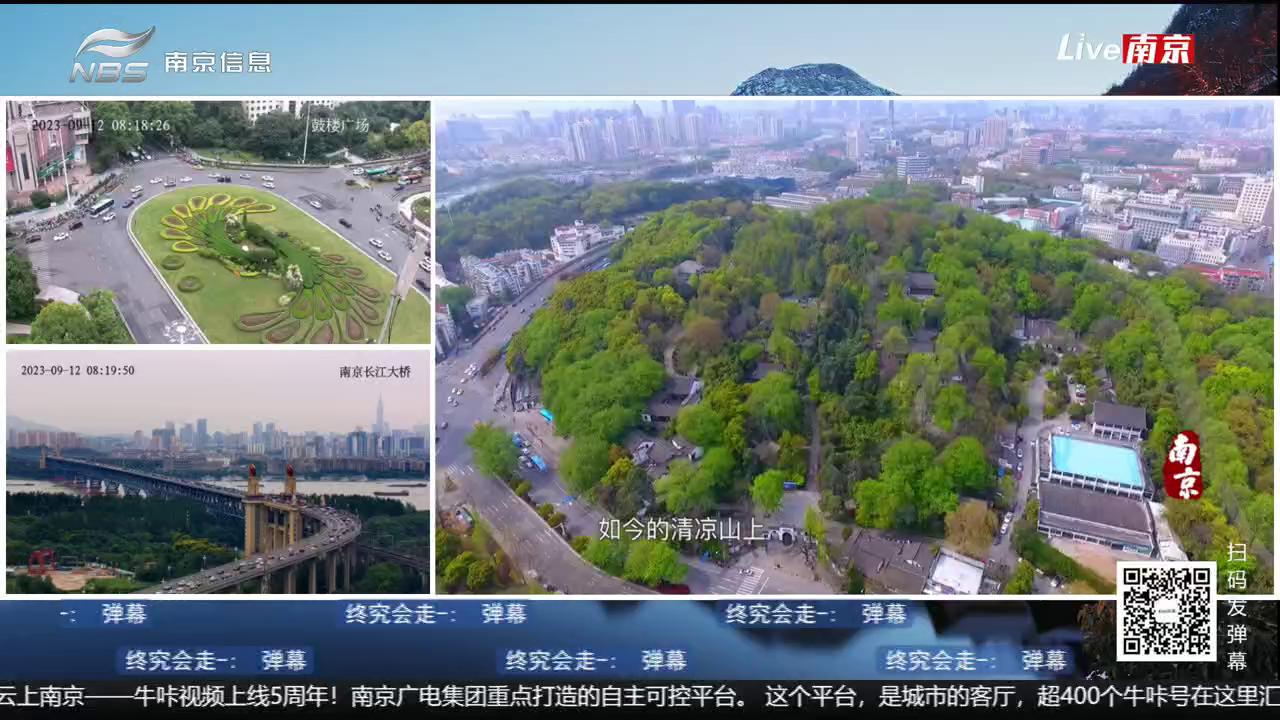 NBS 南京信息
Live南京
2023-09-12 08:18:26
鼓楼广场
2023-09-12 08:19:50
南京长江大桥
如今的清凉山上
南京
扫码发弹幕
-： 弹幕
终究会走-： 弹幕
终究会走-： 弹幕
终究会走-： 弹幕
终究会走-： 弹幕
终究会走-： 弹幕
云上南京——牛咔视频上线5周年！南京广电集团重点打造的自主可控平台。 这个平台，是城市的客厅，超400个牛咔号在这里汇